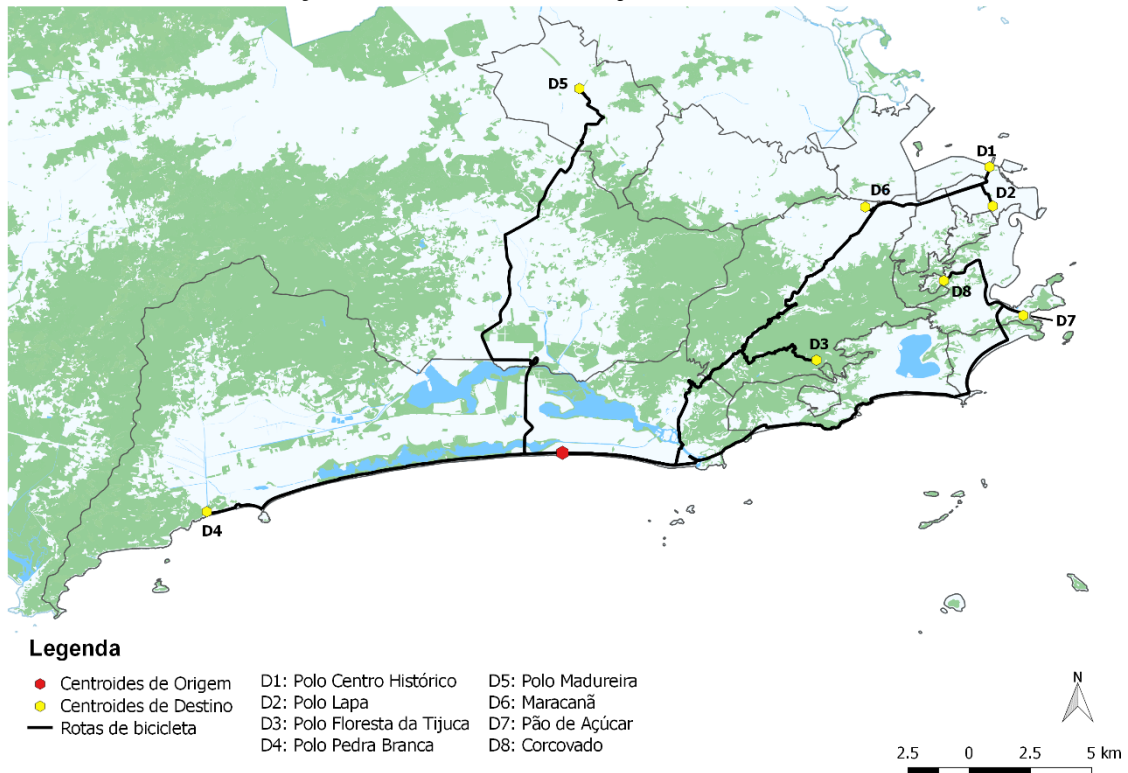 D5
D1
D6
D2
D8
D7
D3
D4
Legenda
Centroides de Origem
Centroides de Destino
Rotas de bicicleta
D1: Polo Centro Histórico
D2: Polo Lapa
D3: Polo Floresta da Tijuca
D4: Polo Pedra Branca
D5: Polo Madureira
D6: Maracanã
D7: Pão de Açúcar
D8: Corcovado
N
2.5 0 2.5 5 km